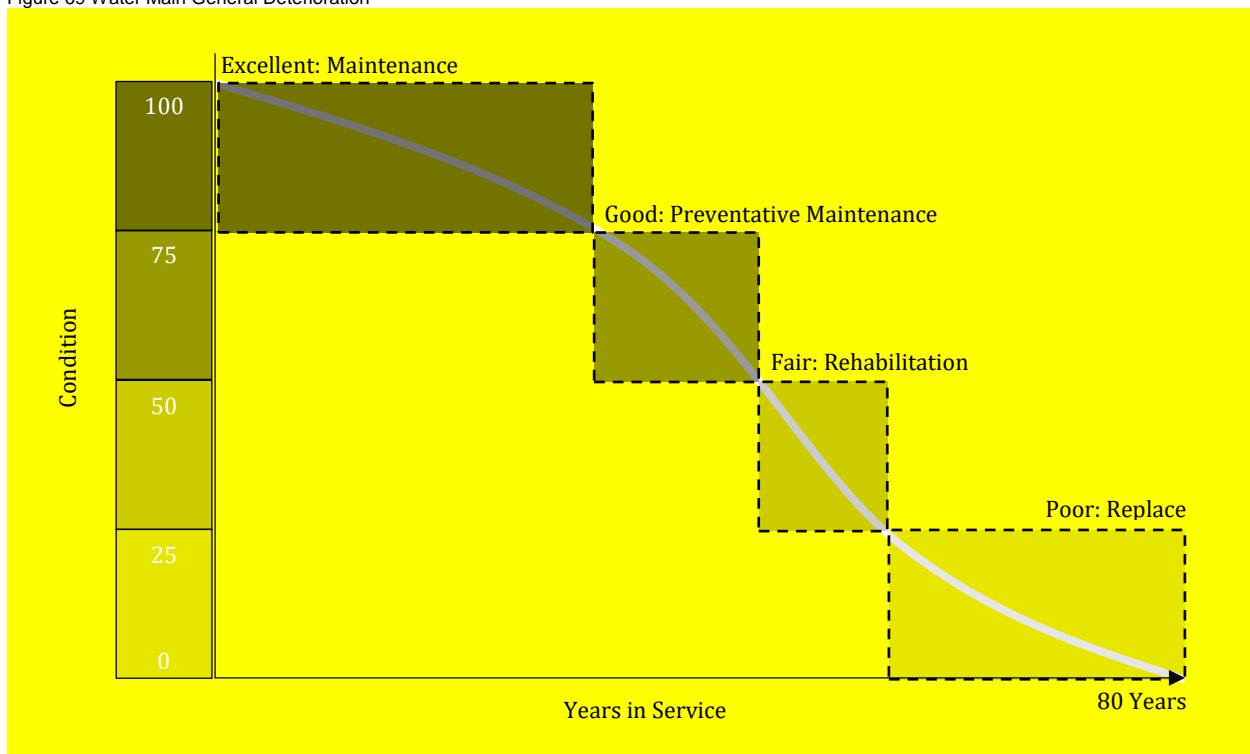 Figure 89 Water Main General Deterioration
Excellent: Maintenance
100
Good: Preventative Maintenance
75
Condition
Fair: Rehabilitation
50
Poor: Replace
25
0
80 Years
Years in Service